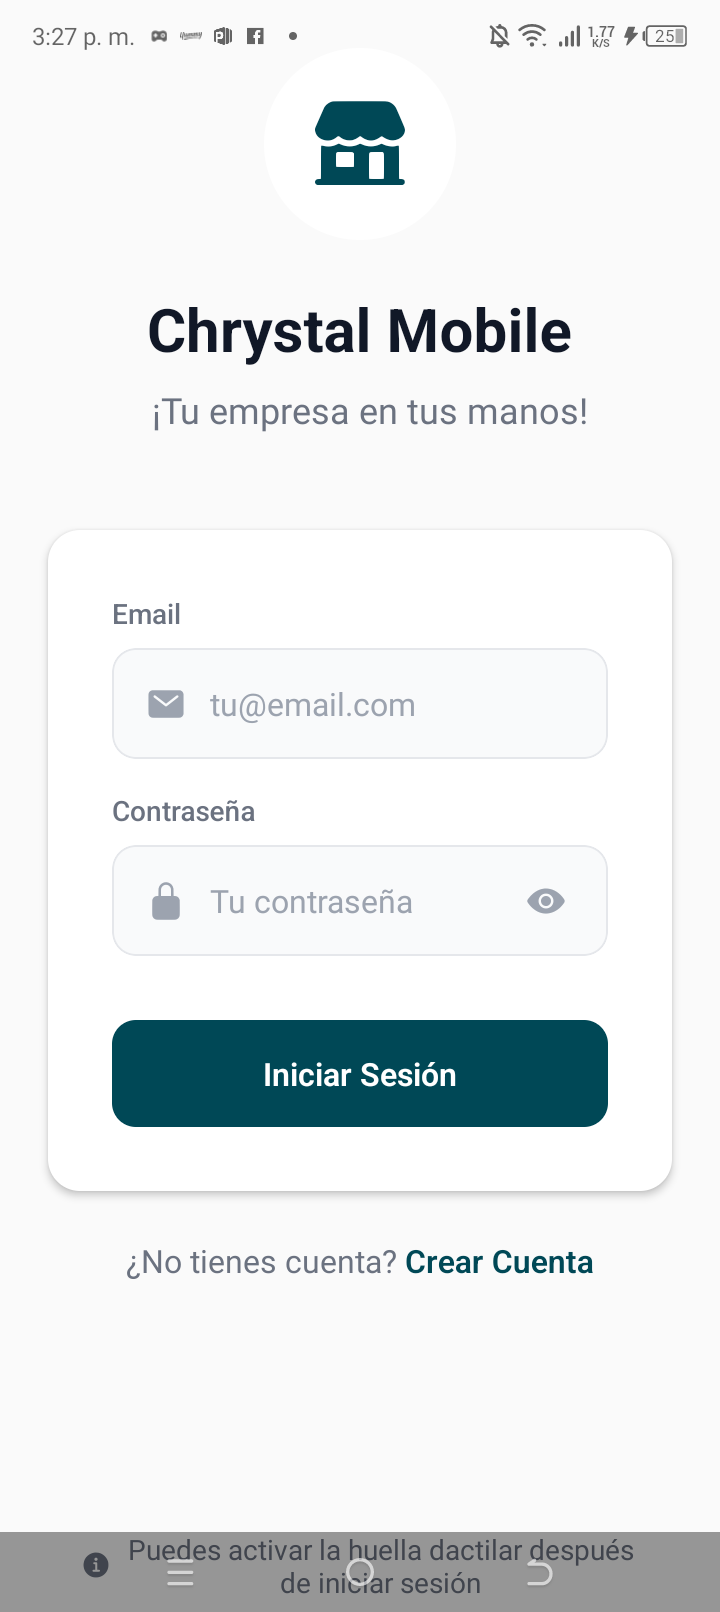 3:27 p. m.
1.77
K/S
25
Chrystal Mobile
¡Tu empresa en tus manos!
Email
tu@email.com
Contraseña
Tu contraseña
Iniciar Sesión
¿No tienes cuenta? Crear Cuenta
Puedes activar la huella dactilar después
de iniciar sesión